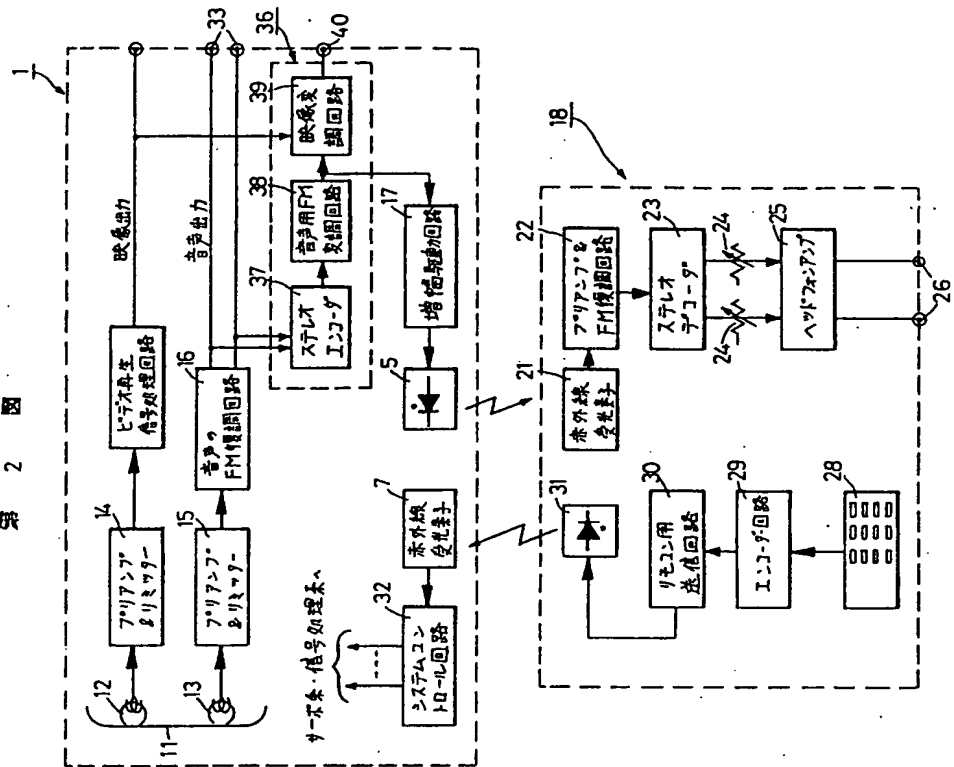 第 2 図
1
映像出力
音声出力
33
36
40
12
14
プリアンプ
&リミッター
ビデオ再生
信号処理回路
13
15
プリアンプ
&リミッター
16
音声の
FM復調回路
11
37
ステレオ
エンコーダ
38
音声用FM
変調回路
39
映像変
調回路
17
増幅駆動回路
5
サーボ系・信号処理系へ
32
システムコン
トロール回路
7
赤外線
受光素子
18
21
赤外線
受光素子
22
プリアンプ&
FM復調回路
23
ステレオ
デコーダ
24
24
25
ヘッドフォンアンプ
26
31
30
リモコン用
送信回路
29
エンコーダー回路
28